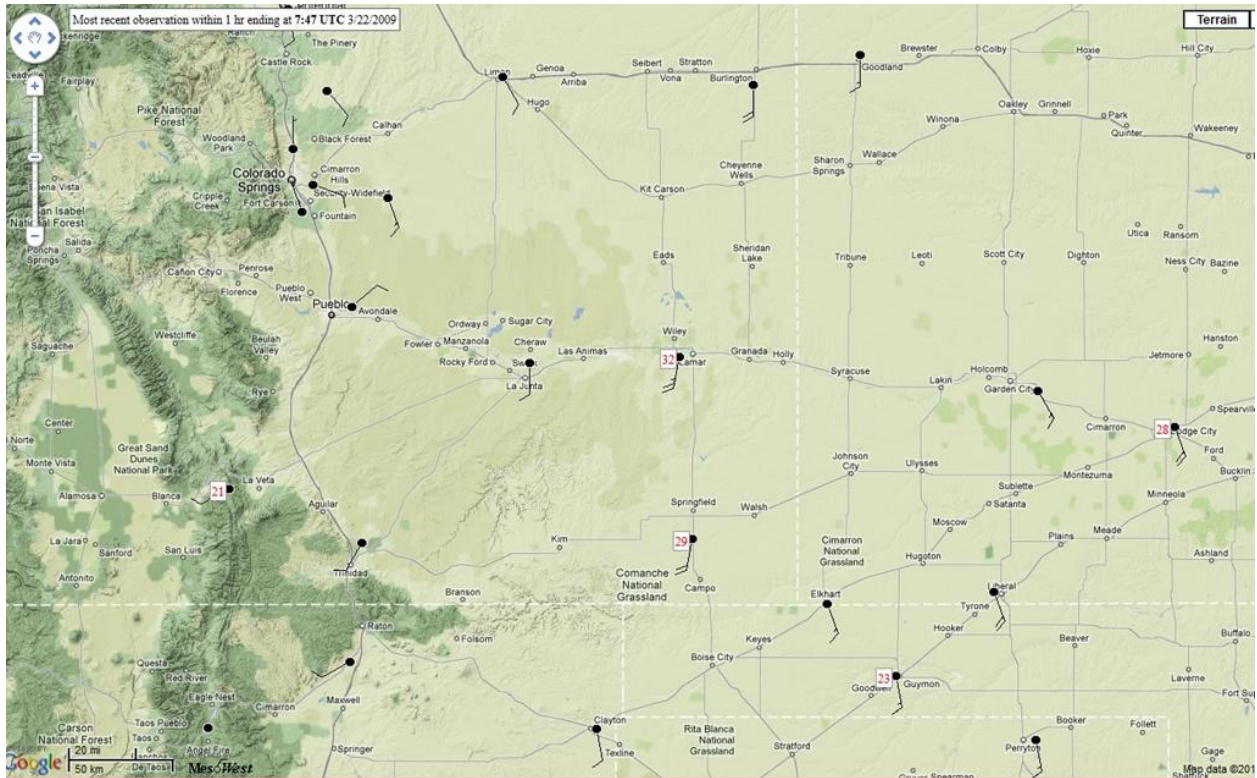 Most recent observation within 1 hr ending at 7:47 UTC 3/22/2009
Terrain
Breckenridge
Ranch
The Pinery
Castle Rock
Leadville
Fairplay
Pike National
Forest
Woodland
Park
Black Forest
Calhan
Limon
Hugo
Genoa
Arriba
Seibert
Vona
Stratton
Burlington
Goodland
Brewster
Colby
Hoxie
Hill City
Oakley
Grinnell
Park
Quinter
Wakeeney
Winona
Wallace
Sharon
Springs
Cheyenne
Wells
Kit Carson
Colorado
Springs
Cimarron
Hills
Security-Widefield
Fort Carson
Fountain
Cripple
Creek
Buena Vista
San Isabel
National Forest
Salida
Poncha
Springs
Cañon City
Penrose
Florence
Pueblo
West
Pueblo
Avondale
Eads
Sheridan
Lake
Tribune
Leoti
Scott City
Dighton
Utica
Ransom
Ness City
Bazine
Westcliffe
Beulah
Valley
Saguache
Rye
Ordway
Sugar City
Fowler
Manzanola
Cheraw
Rocky Ford
La Junta
Las Animas
Wiley
32
Lamar
Granada
Holly
Syracuse
Lakin
Holcomb
Garden City
Jetmore
Hanston
Cimarron
28
Dodge City
Spearville
Ford
Bucklin
Center
Monte Vista
Great Sand
Dunes
National Park
Alamosa
Blanca
21
La Veta
Aguilar
La Jara
Sanford
San Luis
Antonito
Trinidad
Kim
Springfield
Walsh
29
Campo
Comanche
National
Grassland
Johnson
City
Ulysses
Sublette
Satanta
Montezuma
Minneola
Moscow
Plains
Meade
Ashland
Cimarron
National
Grassland
Hugoton
Elkhart
Liberal
Tyrone
Hooker
Beaver
Buffalo
Branson
Raton
Folsom
Keyes
Boise City
Questa
Red River
Eagle Nest
Cimarron
Maxwell
Taos Pueblo
Taos
Angel Fire
Springer
Carson
National Forest
Clayton
Texline
Rita Blanca
National
Grassland
Stratford
23
Goodwell
Guymon
Laverne
Fort Sup
Perryton
Booker
Follett
Gage
Spearman
20 mi
50 km
Google
MesoWest
Map data ©201